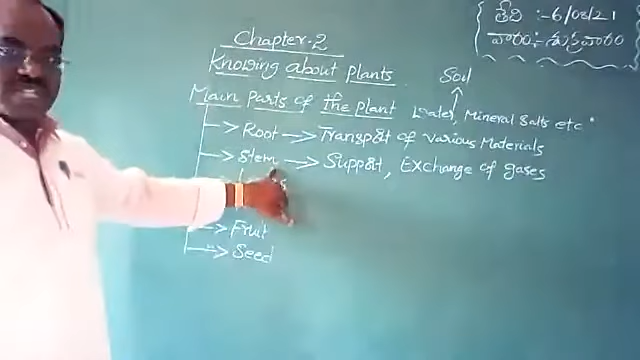 తేది :-6/08/21
వారం:- శుక్రవారం
Chapter-2
Knowing about plants
Soil
Main parts of the plant
Water, Mineral Salts etc.
Root → Transport of various Materials
Stem → Support, Exchange of gases
Fruit
Seed